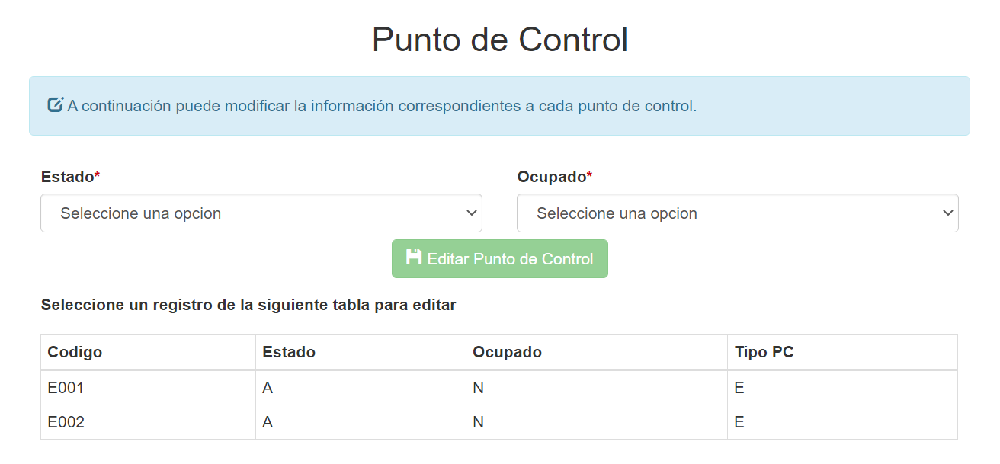 Punto de Control
A continuación puede modificar la información correspondientes a cada punto de control.
Estado* Ocupado*
Seleccione una opcion Seleccione una opcion
Editar Punto de Control
Seleccione un registro de la siguiente tabla para editar
Codigo Estado Ocupado Tipo PC
E001 A N E
E002 A N E